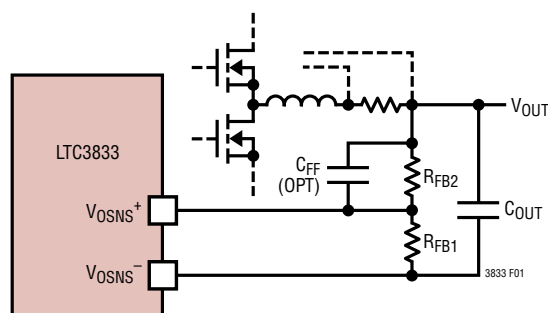 LTC3833
VOSNS+
VOSNS–
CFF
(OPT)
RFB2
RFB1
VOUT
COUT
3833 F01